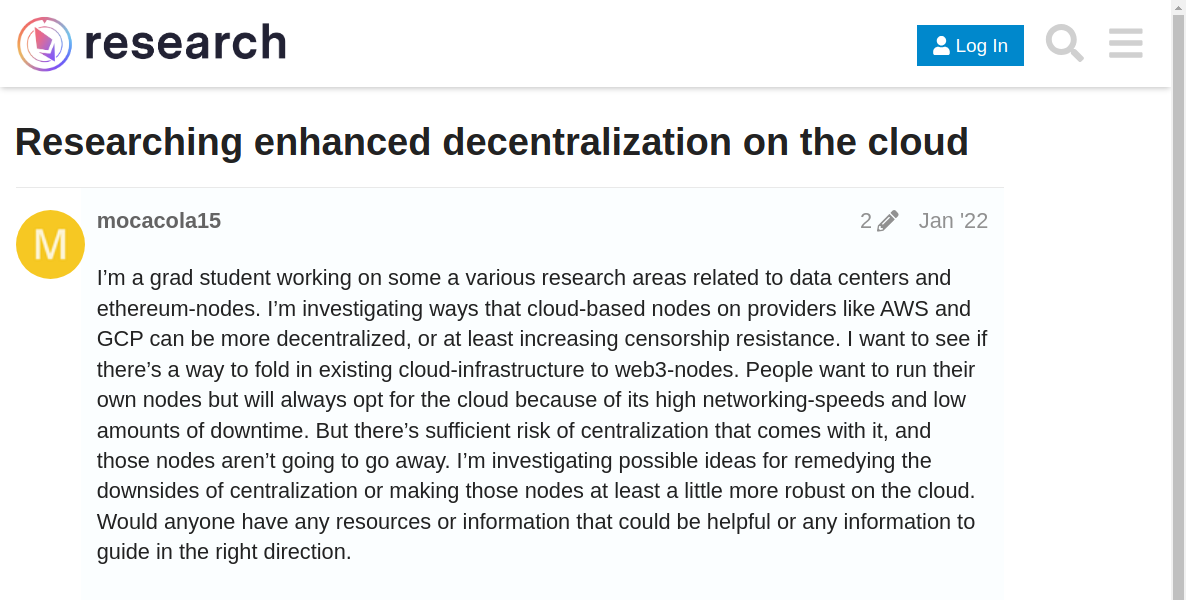 research
Log In
Researching enhanced decentralization on the cloud
M
mocacola15
2
Jan '22
I’m a grad student working on some a various research areas related to data centers and
ethereum-nodes. I’m investigating ways that cloud-based nodes on providers like AWS and
GCP can be more decentralized, or at least increasing censorship resistance. I want to see if
there’s a way to fold in existing cloud-infrastructure to web3-nodes. People want to run their
own nodes but will always opt for the cloud because of its high networking-speeds and low
amounts of downtime. But there’s sufficient risk of centralization that comes with it, and
those nodes aren’t going to go away. I’m investigating possible ideas for remedying the
downsides of centralization or making those nodes at least a little more robust on the cloud.
Would anyone have any resources or information that could be helpful or any information to
guide in the right direction.